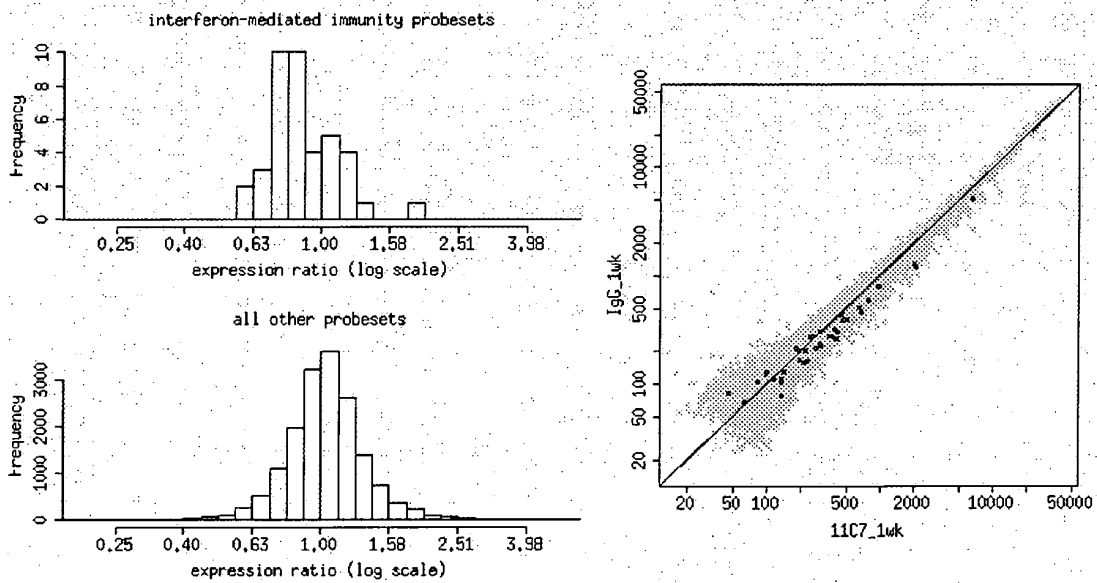 interferon-mediated immunity probesets
Frequency
0 2 4 6 8 10
0.25 0.40 0.63 1.00 1.58 2.51 3.98
expression ratio (log scale)
all other probesets
Frequency
0 1000 2000 3000
0.25 0.40 0.63 1.00 1.58 2.51 3.98
expression ratio (log scale)
IgG_1wk
20 50 100 500 2000 10000 50000
20 50 100 500 2000 10000 50000
11C7_1wk